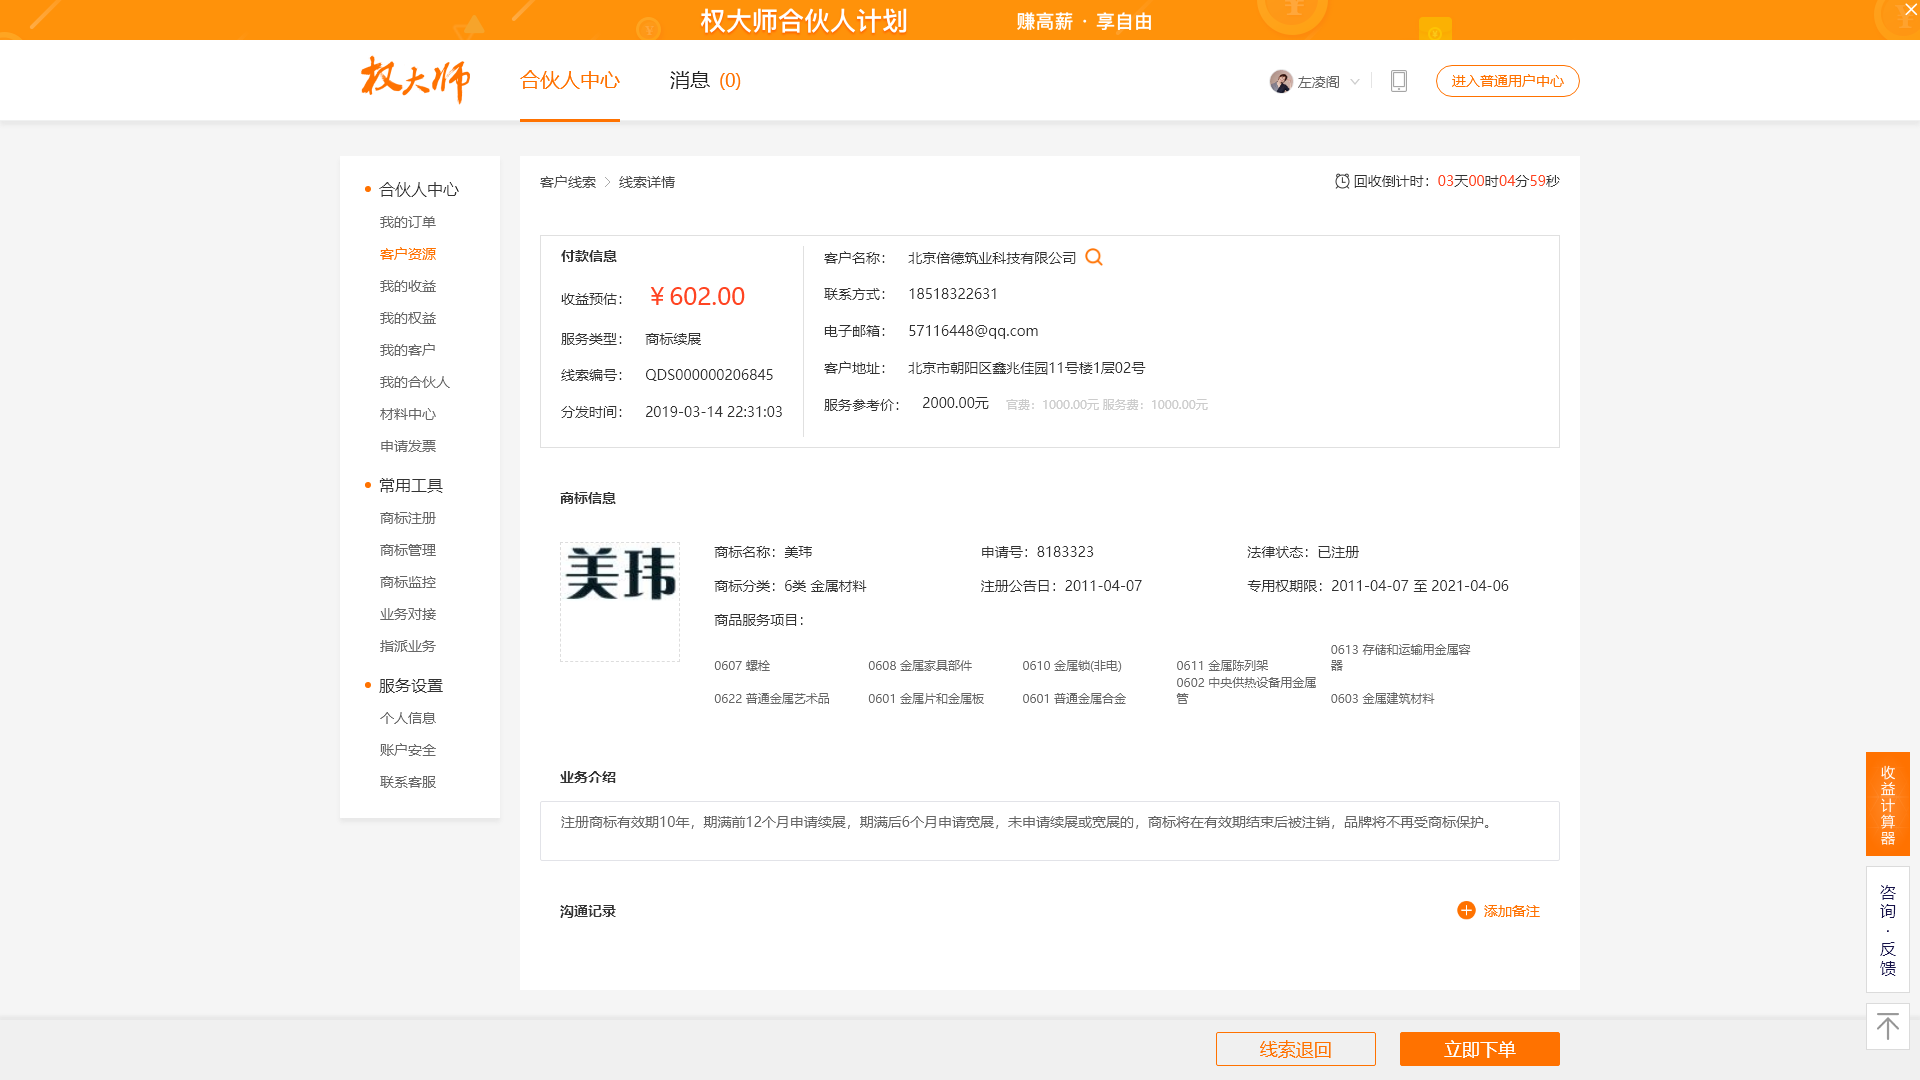 权大师合伙人计划 赚高薪 · 享自由
权大师 合伙人中心 消息 (0) 左凌阁 进入普通用户中心
合伙人中心
我的订单
客户资源
我的收益
我的权益
我的客户
我的合伙人
材料中心
申请发票
常用工具
商标注册
商标管理
商标监控
业务对接
指派业务
服务设置
个人信息
账户安全
联系客服
客户线索 > 线索详情 回收倒计时：03天00时04分59秒
付款信息
收益预估： ¥602.00
服务类型： 商标续展
线索编号： QDS000000206845
分发时间： 2019-03-14 22:31:03
客户名称： 北京倍德筑业科技有限公司
联系方式： 18518322631
电子邮箱： 57116448@qq.com
客户地址： 北京市朝阳区鑫兆佳园11号楼1层02号
服务参考价： 2000.00元 官费：1000.00元 服务费：1000.00元
商标信息
美玮
商标名称：美玮 申请号：8183323 法律状态：已注册
商标分类：6类 金属材料 注册公告日：2011-04-07 专用权期限：2011-04-07 至 2021-04-06
商品服务项目：
0607 螺栓 0608 金属家具部件 0610 金属锁(非电) 0611 金属陈列架 0613 存储和运输用金属容器
0622 普通金属艺术品 0601 金属片和金属板 0601 普通金属合金 0602 中央供热设备用金属管 0603 金属建筑材料
业务介绍
注册商标有效期10年，期满前12个月申请续展，期满后6个月申请宽展，未申请续展或宽展的，商标将在有效期结束后被注销，品牌将不再受商标保护。
沟通记录 添加备注
线索退回 立即下单
收益计算器
咨询·反馈